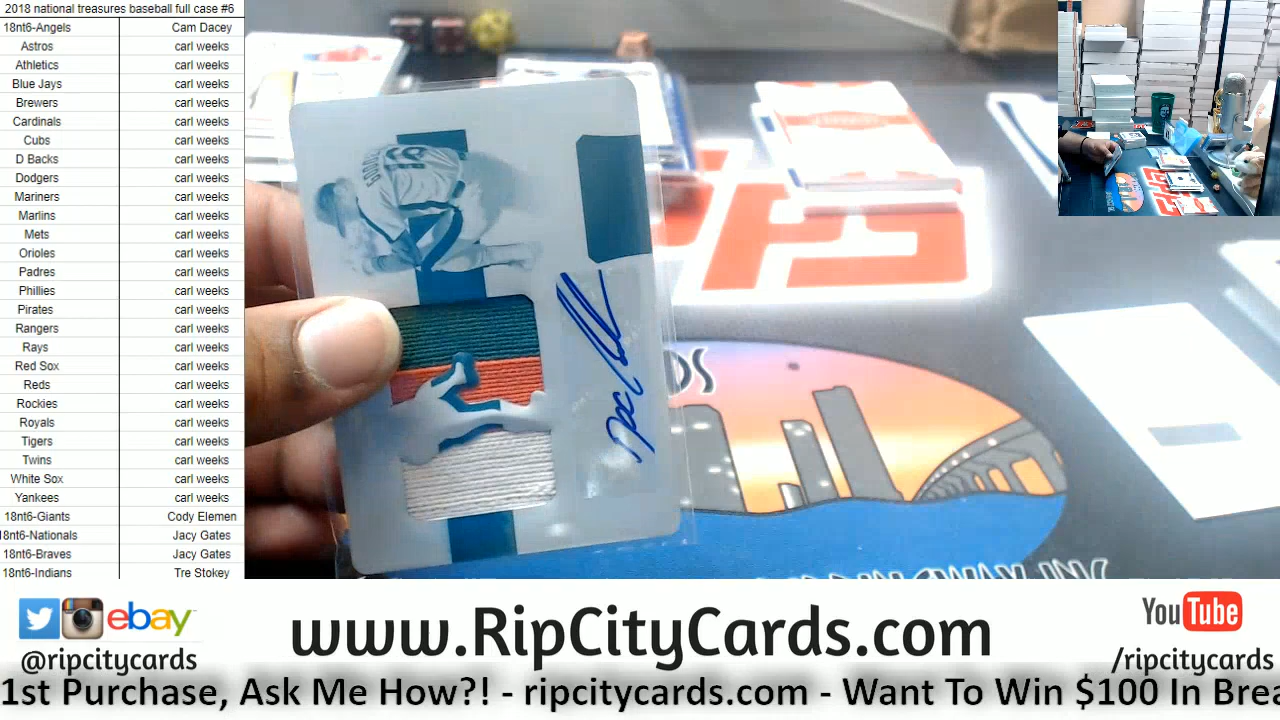 2018 national treasures baseball full case #6
18nt6-Angels Cam Dacey
Astros carl weeks
Athletics carl weeks
Blue Jays carl weeks
Brewers carl weeks
Cardinals carl weeks
Cubs carl weeks
D Backs carl weeks
Dodgers carl weeks
Mariners carl weeks
Marlins carl weeks
Mets carl weeks
Orioles carl weeks
Padres carl weeks
Phillies carl weeks
Pirates carl weeks
Rangers carl weeks
Rays carl weeks
Red Sox carl weeks
Reds carl weeks
Rockies carl weeks
Royals carl weeks
Tigers carl weeks
Twins carl weeks
White Sox carl weeks
Yankees carl weeks
18nt6-Giants Cody Elemen
18nt6-Nationals Jacy Gates
18nt6-Braves Jacy Gates
18nt6-Indians Tre Stokey
ebay
@ripcitycards
www.RipCityCards.com
YouTube
/ripcitycards
1st Purchase, Ask Me How?! - ripcitycards.com - Want To Win $100 In Brea